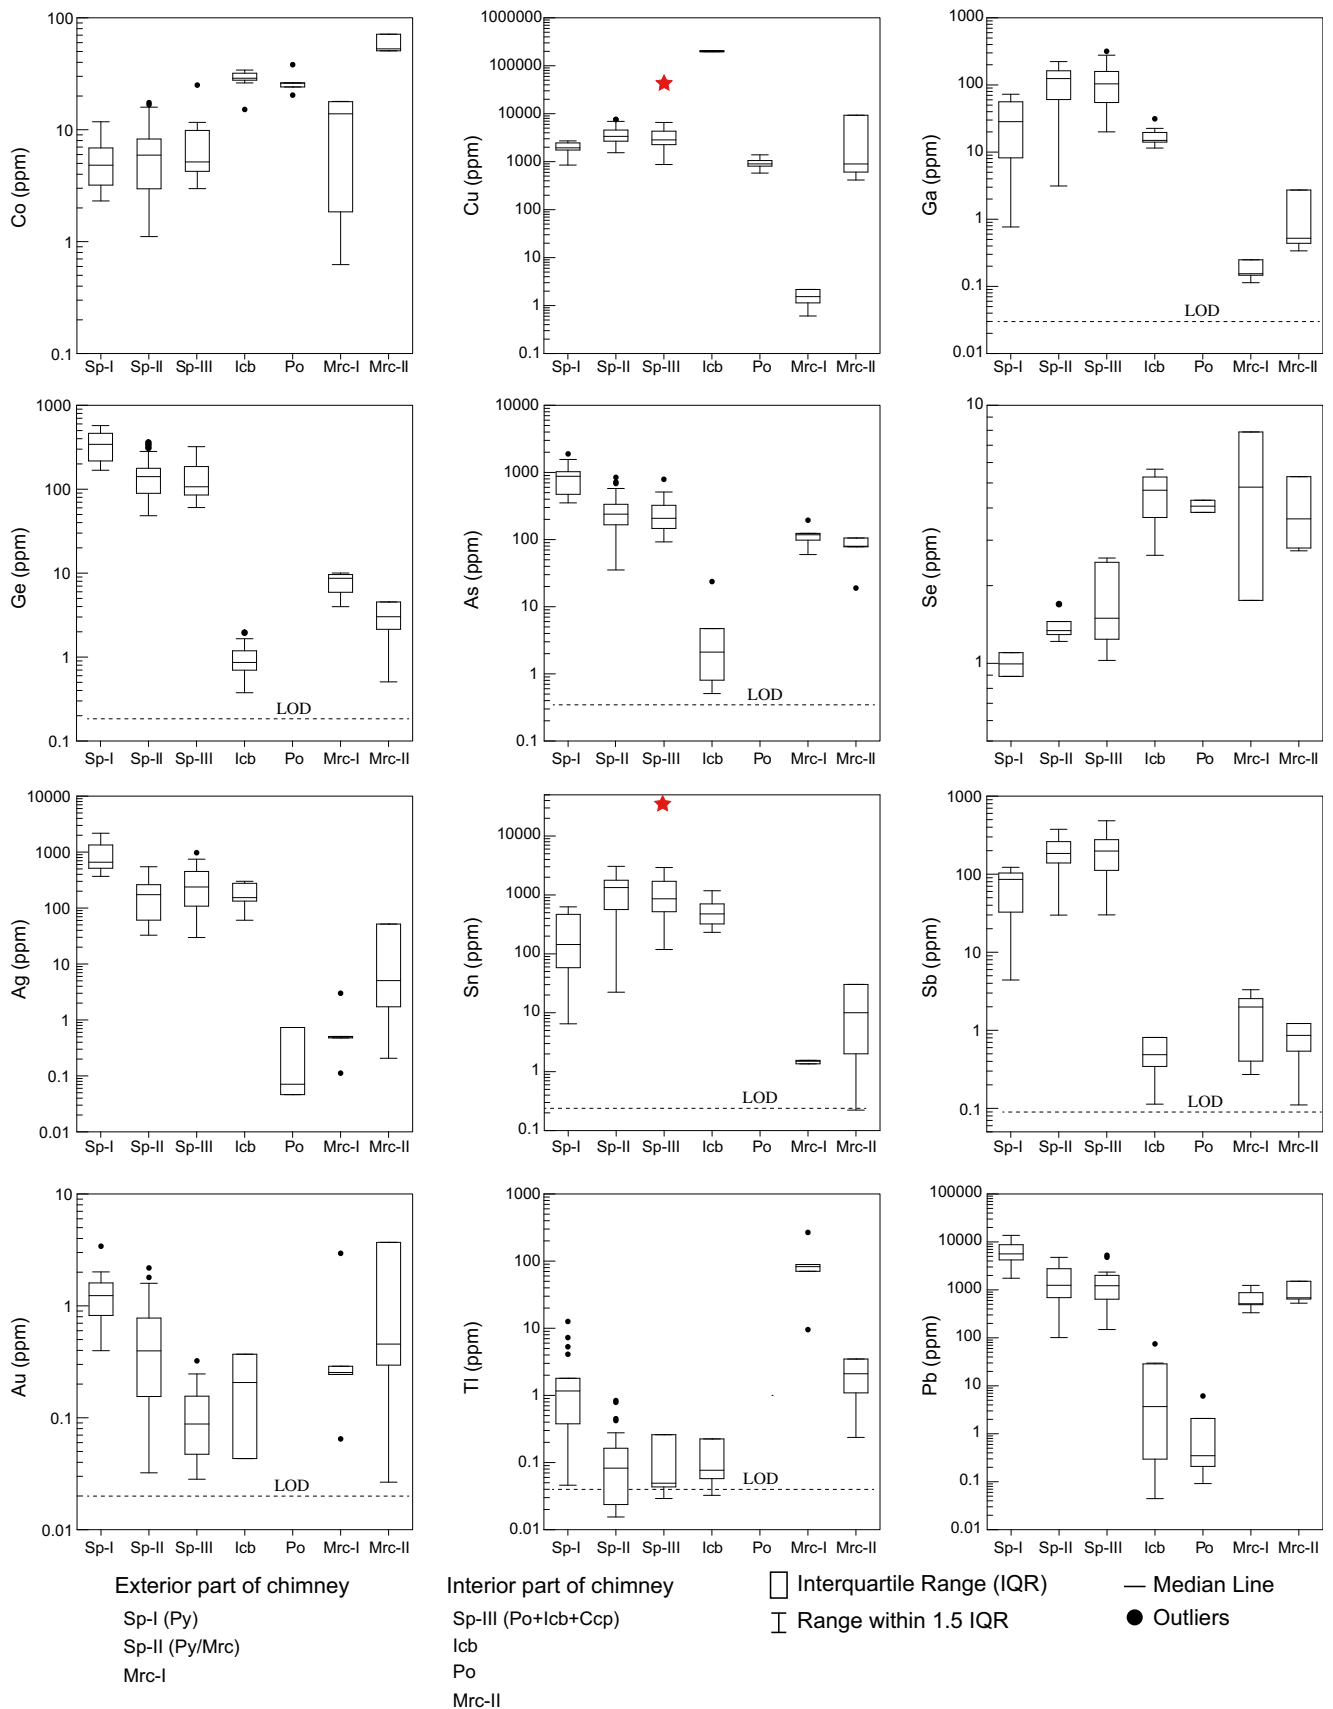 100
10
1
0.1
Co (ppm)
Sp-I Sp-II Sp-III Icb Po Mrc-I Mrc-II
1000000
100000
10000
1000
100
10
1
0.1
Cu (ppm)
Sp-I Sp-II Sp-III Icb Po Mrc-I Mrc-II
1000
100
10
1
0.1
0.01
Ga (ppm)
LOD
Sp-I Sp-II Sp-III Icb Po Mrc-I Mrc-II
1000
100
10
1
0.1
Ge (ppm)
LOD
Sp-I Sp-II Sp-III Icb Po Mrc-I Mrc-II
10000
1000
100
10
1
0.1
As (ppm)
LOD
Sp-I Sp-II Sp-III Icb Po Mrc-I Mrc-II
10
1
Se (ppm)
Sp-I Sp-II Sp-III Icb Po Mrc-I Mrc-II
10000
1000
100
10
1
0.1
0.01
Ag (ppm)
Sp-I Sp-II Sp-III Icb Po Mrc-I Mrc-II
10000
1000
100
10
1
0.1
Sn (ppm)
LOD
Sp-I Sp-II Sp-III Icb Po Mrc-I Mrc-II
1000
100
10
1
0.1
Sb (ppm)
LOD
Sp-I Sp-II Sp-III Icb Po Mrc-I Mrc-II
10
1
0.1
0.01
Au (ppm)
LOD
Sp-I Sp-II Sp-III Icb Po Mrc-I Mrc-II
1000
100
10
1
0.1
0.01
Tl (ppm)
LOD
Sp-I Sp-II Sp-III Icb Po Mrc-I Mrc-II
100000
10000
1000
100
10
1
0.1
0.01
Pb (ppm)
Sp-I Sp-II Sp-III Icb Po Mrc-I Mrc-II
Exterior part of chimney
Sp-I (Py)
Sp-II (Py/Mrc)
Mrc-I
Interior part of chimney
Sp-III (Po+Icb+Ccp)
Icb
Po
Mrc-II
Interquartile Range (IQR)
Range within 1.5 IQR
Median Line
Outliers